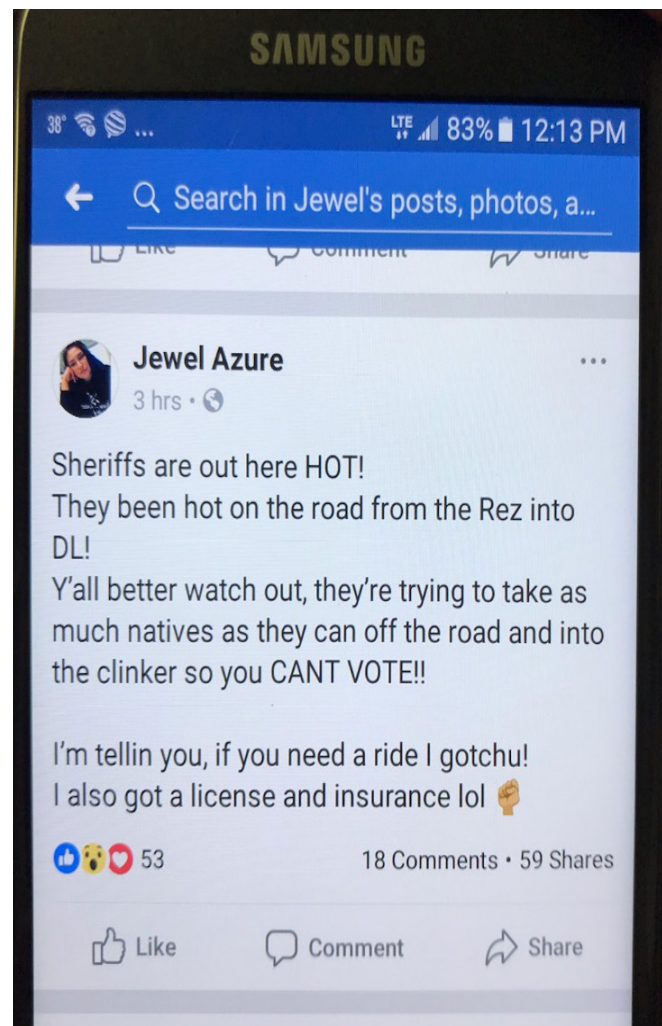 SAMSUNG
38° ... LTE 83% 12:13 PM
Search in Jewel's posts, photos, a...
Like Comment Share
Jewel Azure
3 hrs •
Sheriffs are out here HOT!
They been hot on the road from the Rez into
DL!
Y'all better watch out, they're trying to take as
much natives as they can off the road and into
the clinker so you CANT VOTE!!
I'm tellin you, if you need a ride I gotchu!
I also got a license and insurance lol ✊🏽
53 18 Comments • 59 Shares
Like Comment Share